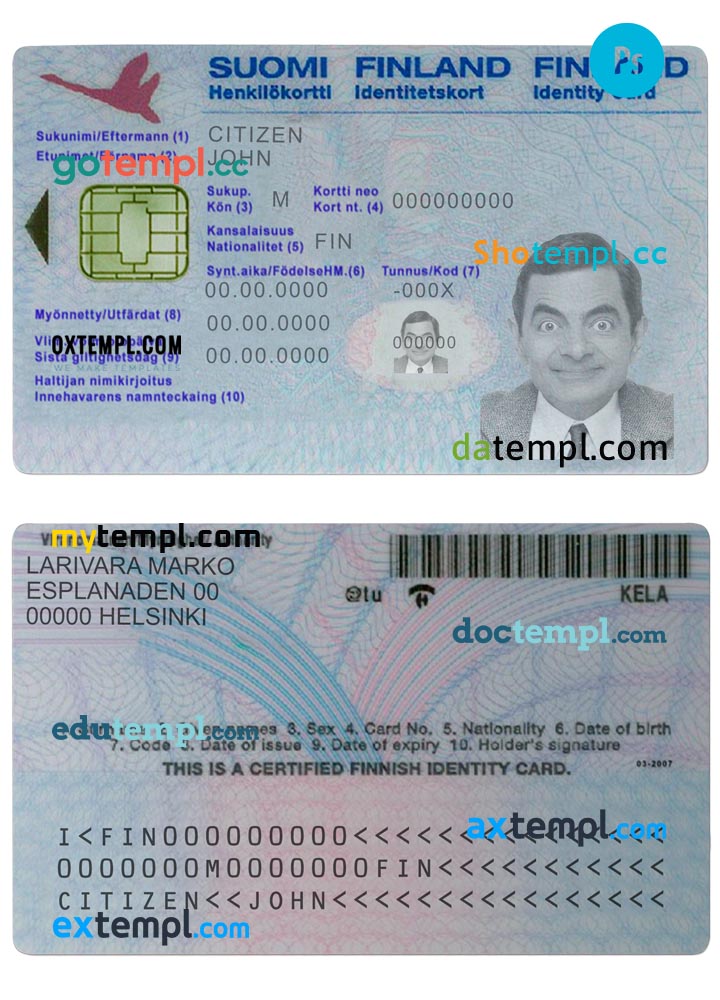 Ps
SUOMI FINLAND FINLAND
Henkilökortti Identitetskort Identity Card
Sukunimi/Eftermann (1) CITIZEN
JOHN
gotempl.cc
Sukup. M Kortti neo 000000000
Kön (3) Kort nt. (4)
Kansalaisuus FIN
Nationalitet (5)
Shotempl.cc
Synt.aika/FödelseHM.(6) Tunnus/Kod (7)
00.00.0000 -000X
Myönnetty/Utfärdat (8) 00.00.0000
OXTEMPL.COM
000000
Sista giltighetsdag (9) 00.00.0000
WE MAKE TEMPLATES
Haltijan nimikirjoitus
Innehavarens namnteckaing (10)
datempl.com
mytempl.com
LARIVARA MARKO
ESPLANADEN 00
00000 HELSINKI
@lu KELA
doctempl.com
edutempl.com
names 3. Sex 4. Card No. 5. Nationality 6. Date of birth
7. Code 8. Date of issue 9. Date of expiry 10. Holder's signature
THIS IS A CERTIFIED FINNISH IDENTITY CARD. 03-2007
axtempl.com
I<FIN000000000<<<<<<<<<<<<<<<
0000000M0000000FIN<<<<<<<<<<<
CITIZEN<<JOHN<<<<<<<<<<<<<<<<
extempl.com